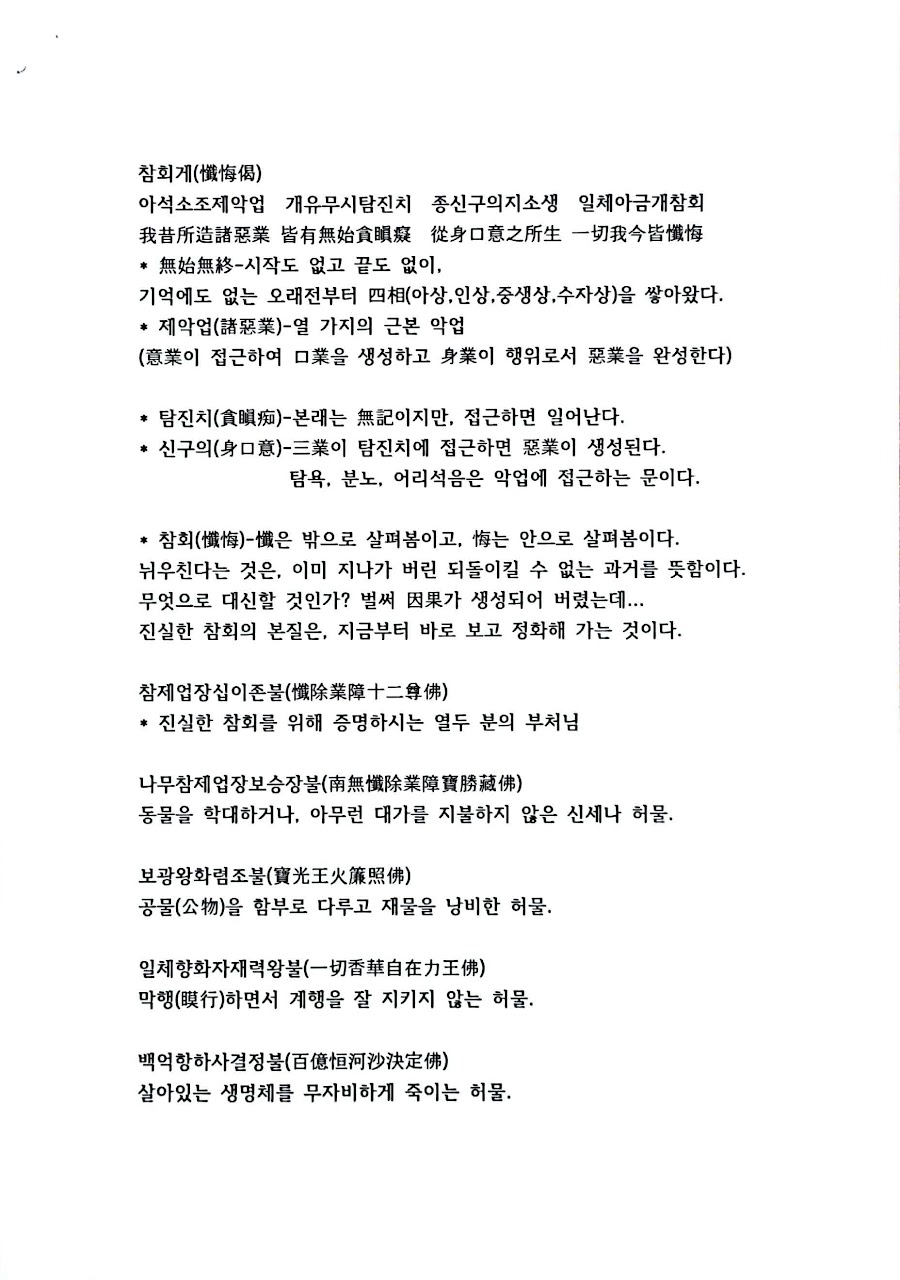 참회게(懺悔偈)
아석소조제악업 개유무시탐진치 종신구의지소생 일체아금개참회
我昔所造諸惡業 皆有無始貪瞋癡 從身口意之所生 一切我今皆懺悔
* 無始無終-시작도 없고 끝도 없이,
기억에도 없는 오래전부터 四相(아상,인상,중생상,수자상)을 쌓아왔다.
* 제악업(諸惡業)-열 가지의 근본 악업
(意業이 접근하여 口業을 생성하고 身業이 행위로서 惡業을 완성한다)
* 탐진치(貪瞋痴)-본래는 無記이지만, 접근하면 일어난다.
* 신구의(身口意)-三業이 탐진치에 접근하면 惡業이 생성된다.
탐욕, 분노, 어리석음은 악업에 접근하는 문이다.
* 참회(懺悔)-懺은 밖으로 살펴봄이고, 悔는 안으로 살펴봄이다.
뉘우친다는 것은, 이미 지나가 버린 되돌이킬 수 없는 과거를 뜻함이다.
무엇으로 대신할 것인가? 벌써 因果가 생성되어 버렸는데...
진실한 참회의 본질은, 지금부터 바로 보고 정화해 가는 것이다.
참제업장십이존불(懺除業障十二尊佛)
* 진실한 참회를 위해 증명하시는 열두 분의 부처님
나무참제업장보승장불(南無懺除業障寶勝藏佛)
동물을 학대하거나, 아무런 대가를 지불하지 않은 신세나 허물.
보광왕화렴조불(寶光王火簾照佛)
공물(公物)을 함부로 다루고 재물을 낭비한 허물.
일체향화자재력왕불(一切香華自在力王佛)
막행(瞙行)하면서 계행을 잘 지키지 않는 허물.
백억항하사결정불(百億恒河沙決定佛)
살아있는 생명체를 무자비하게 죽이는 허물.